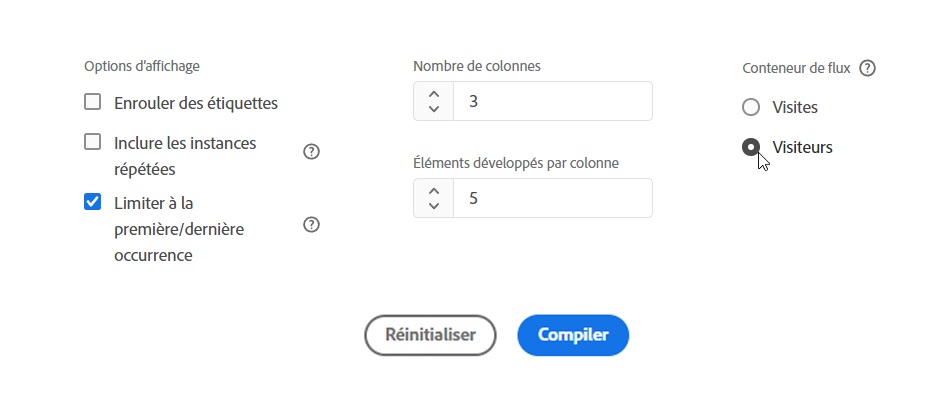 Options d'affichage
Enrouler des étiquettes
Inclure les instances
répétées
?
Limiter à la
première/dernière
occurrence
?
Nombre de colonnes
3
Éléments développés par colonne
5
Conteneur de flux ?
Visites
Visiteurs
Réinitialiser
Compiler